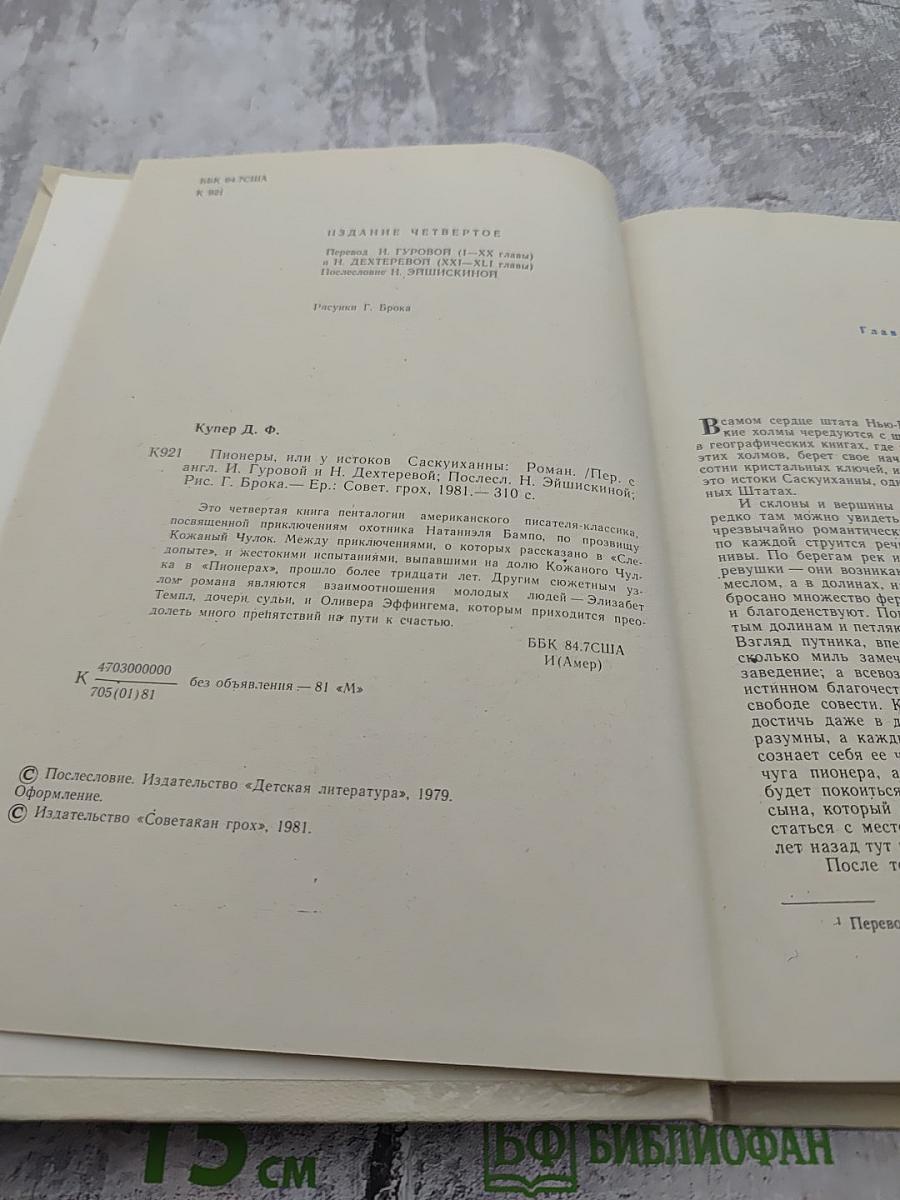 ББК 84.7США
К 921
ИЗДАНИЕ ЧЕТВЕРТОЕ
Перевод И. ГУРОВОЙ (I—XX главы)
и Н. ДЕХТЕРЕВОЙ (XXI—XLI главы)
Послесловие Н. ЭЙШИСКИНОЙ
Рисунки Г. Брока
Купер Д. Ф.
К921 Пионеры, или у истоков Саскуиханны: Роман. /Пер. с
англ. И. Гуровой и Н. Дехтеревой; Послесл. Н. Эйшискиной;
Рис. Г. Брока.— Ер.: Совет. грох, 1981.— 310 с.
Это четвертая книга пенталогии американского писателя-классика,
посвященной приключениям охотника Натаниэля Бампо, по прозвищу
Кожаный Чулок. Между приключениями, о которых рассказано в «Сле-
допыте», и жестокими испытаниями, выпавшими на долю Кожаного Чул-
ка в «Пионерах», прошло более тридцати лет. Другим сюжетным уз-
лом романа являются взаимоотношения молодых людей — Элизабет
Темпл, дочери судьи, и Оливера Эффингема, которым приходится прео-
долеть много препятствий на пути к счастью.
ББК 84.7США
И(Амер)
К 4703000000
705(01)81 без объявления — 81 «М»
© Послесловие. Издательство «Детская литература», 1979.
Оформление.
© Издательство «Советакан грох», 1981.
Глав
В самом сердце штата Нью-
кие холмы чередуются с ш
в географических книгах, где
этих холмов, берет свое нач
сотни кристальных ключей, и
это истоки Саскуиханны, оди
ных Штатах.
И склоны и вершины
редко там можно увидеть
чрезвычайно романтическ
по каждой струится реч
нивы. По берегам рек и
ревушки — они возникаю
меслом, а в долинах, н
бросано множество фер
и благоденствуют. Пов
тым долинам и петляю
Взгляд путника, впе
сколько миль замеч
заведение; а всевоз
истинном благочест
свободе совести. К
достичь даже в д
разумны, а кажды
сознает себя ее ч
чуга пионера, а
будет покоиться
сына, который
статься с мест
лет назад тут
После т
¹ Перево
15 см
БФ БИБЛИОФАН